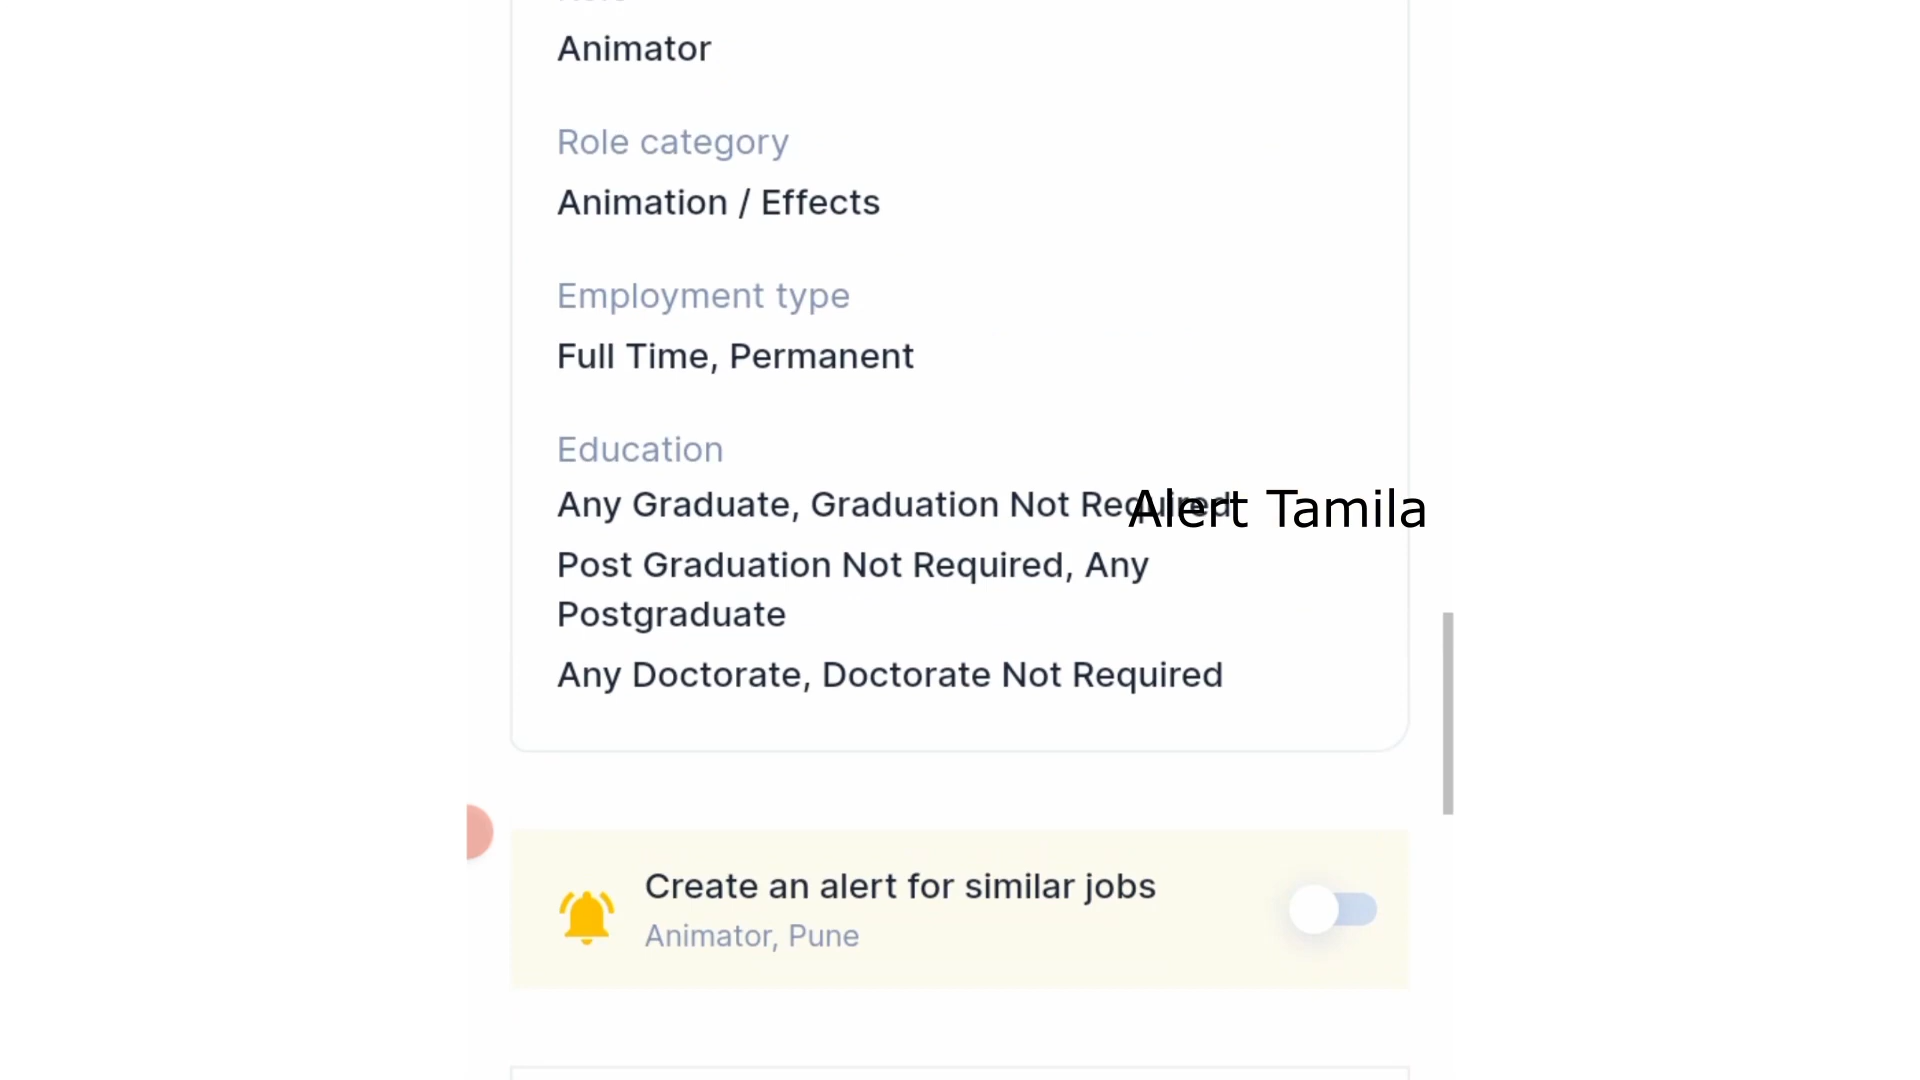 Animator
Role category
Animation / Effects
Employment type
Full Time, Permanent
Education
Any Graduate, Graduation Not Required
Alert Tamila
Post Graduation Not Required, Any
Postgraduate
Any Doctorate, Doctorate Not Required
Create an alert for similar jobs
Animator, Pune